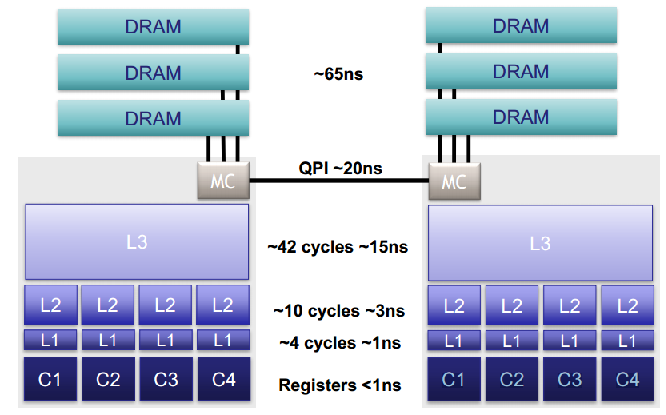 DRAM DRAM
DRAM ~65ns DRAM
DRAM DRAM
QPI ~20ns
MC MC
L3 ~42 cycles ~15ns L3
L2 L2 L2 L2 ~10 cycles ~3ns L2 L2 L2 L2
L1 L1 L1 L1 ~4 cycles ~1ns L1 L1 L1 L1
C1 C2 C3 C4 Registers <1ns C1 C2 C3 C4